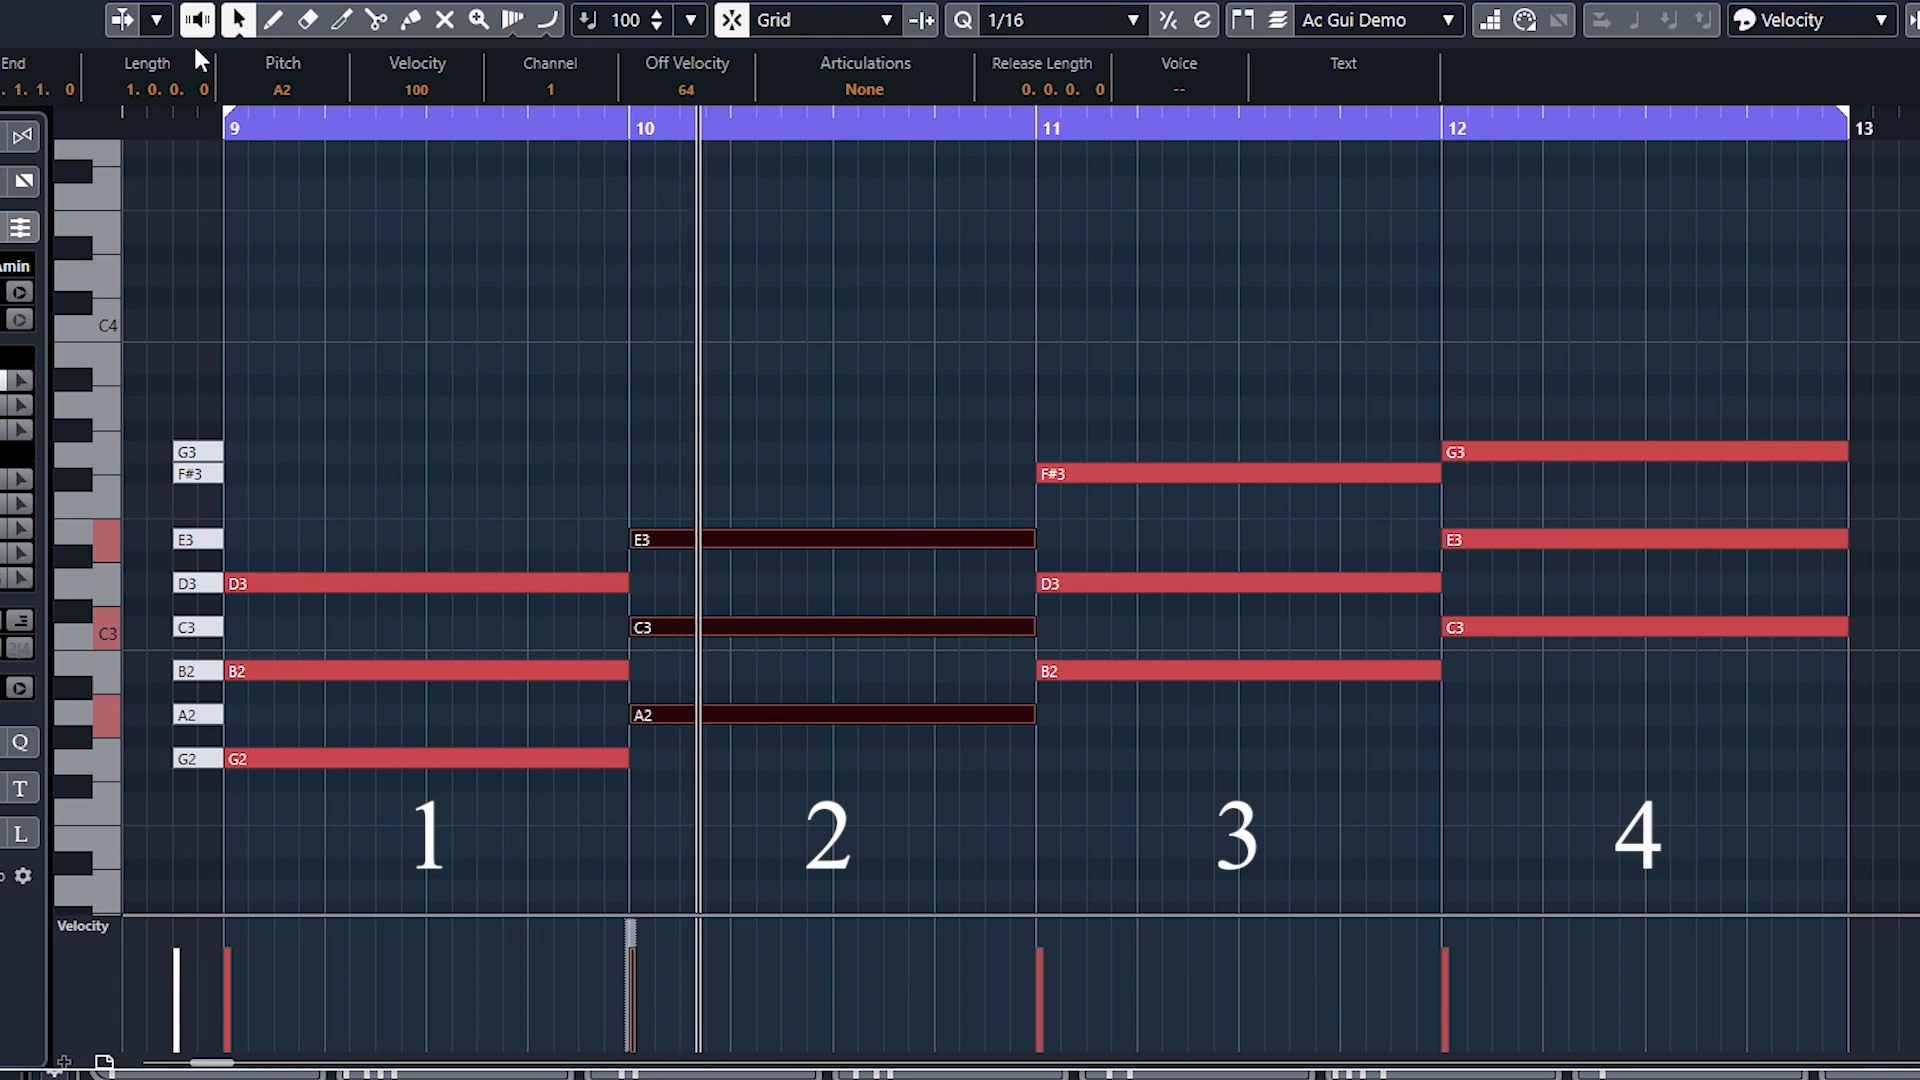 100 Grid 1/16 Ac Gui Demo Velocity
End Length Pitch Velocity Channel Off Velocity Articulations Release Length Voice Text
. 1. 1. 0 1. 0. 0. 0 A2 100 1 64 None 0. 0. 0. 0 --
9 10 11 12 13
Amin
C4
G3 G3
F#3 F#3
E3 E3 E3
D3 D3 D3
C3 C3 C3 C3
B2 B2 B2
A2 A2
G2 G2
Q
T
L
1 2 3 4
Velocity